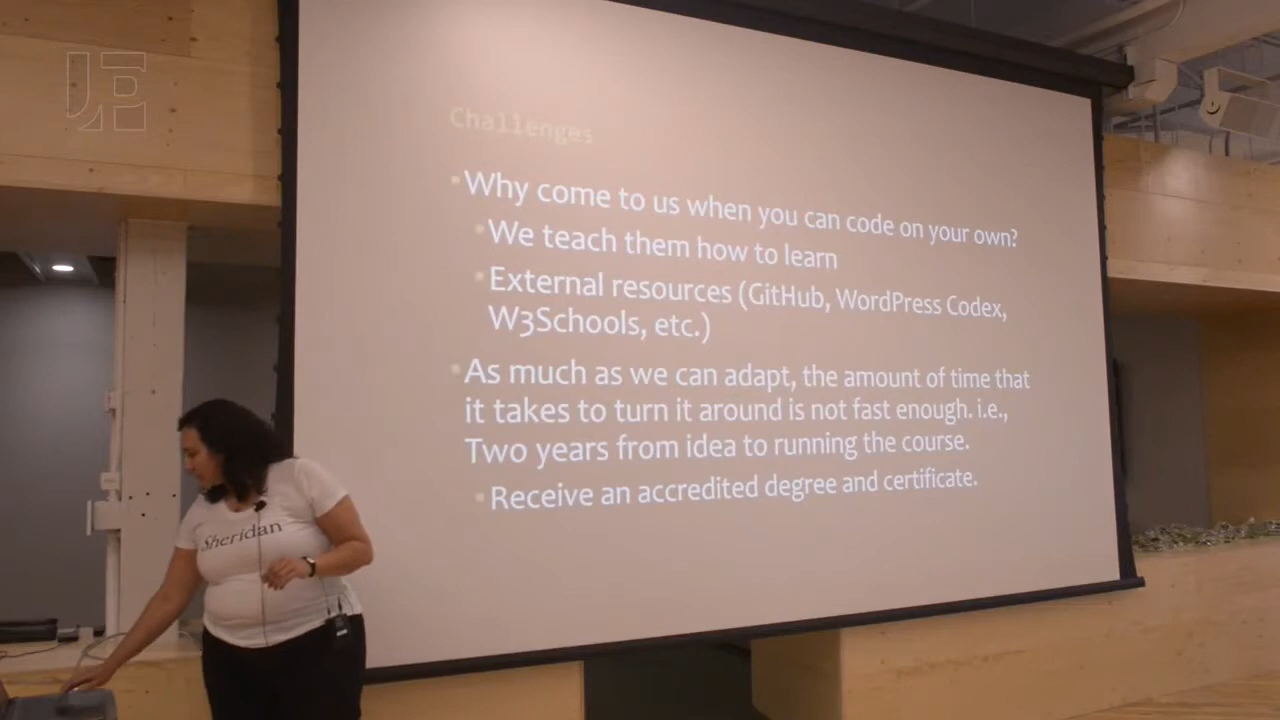 Challenges
Why come to us when you can code on your own?
We teach them how to learn
External resources (GitHub, WordPress Codex,
W3Schools, etc.)
As much as we can adapt, the amount of time that
it takes to turn it around is not fast enough. i.e.,
Two years from idea to running the course.
Receive an accredited degree and certificate.
Sheridan